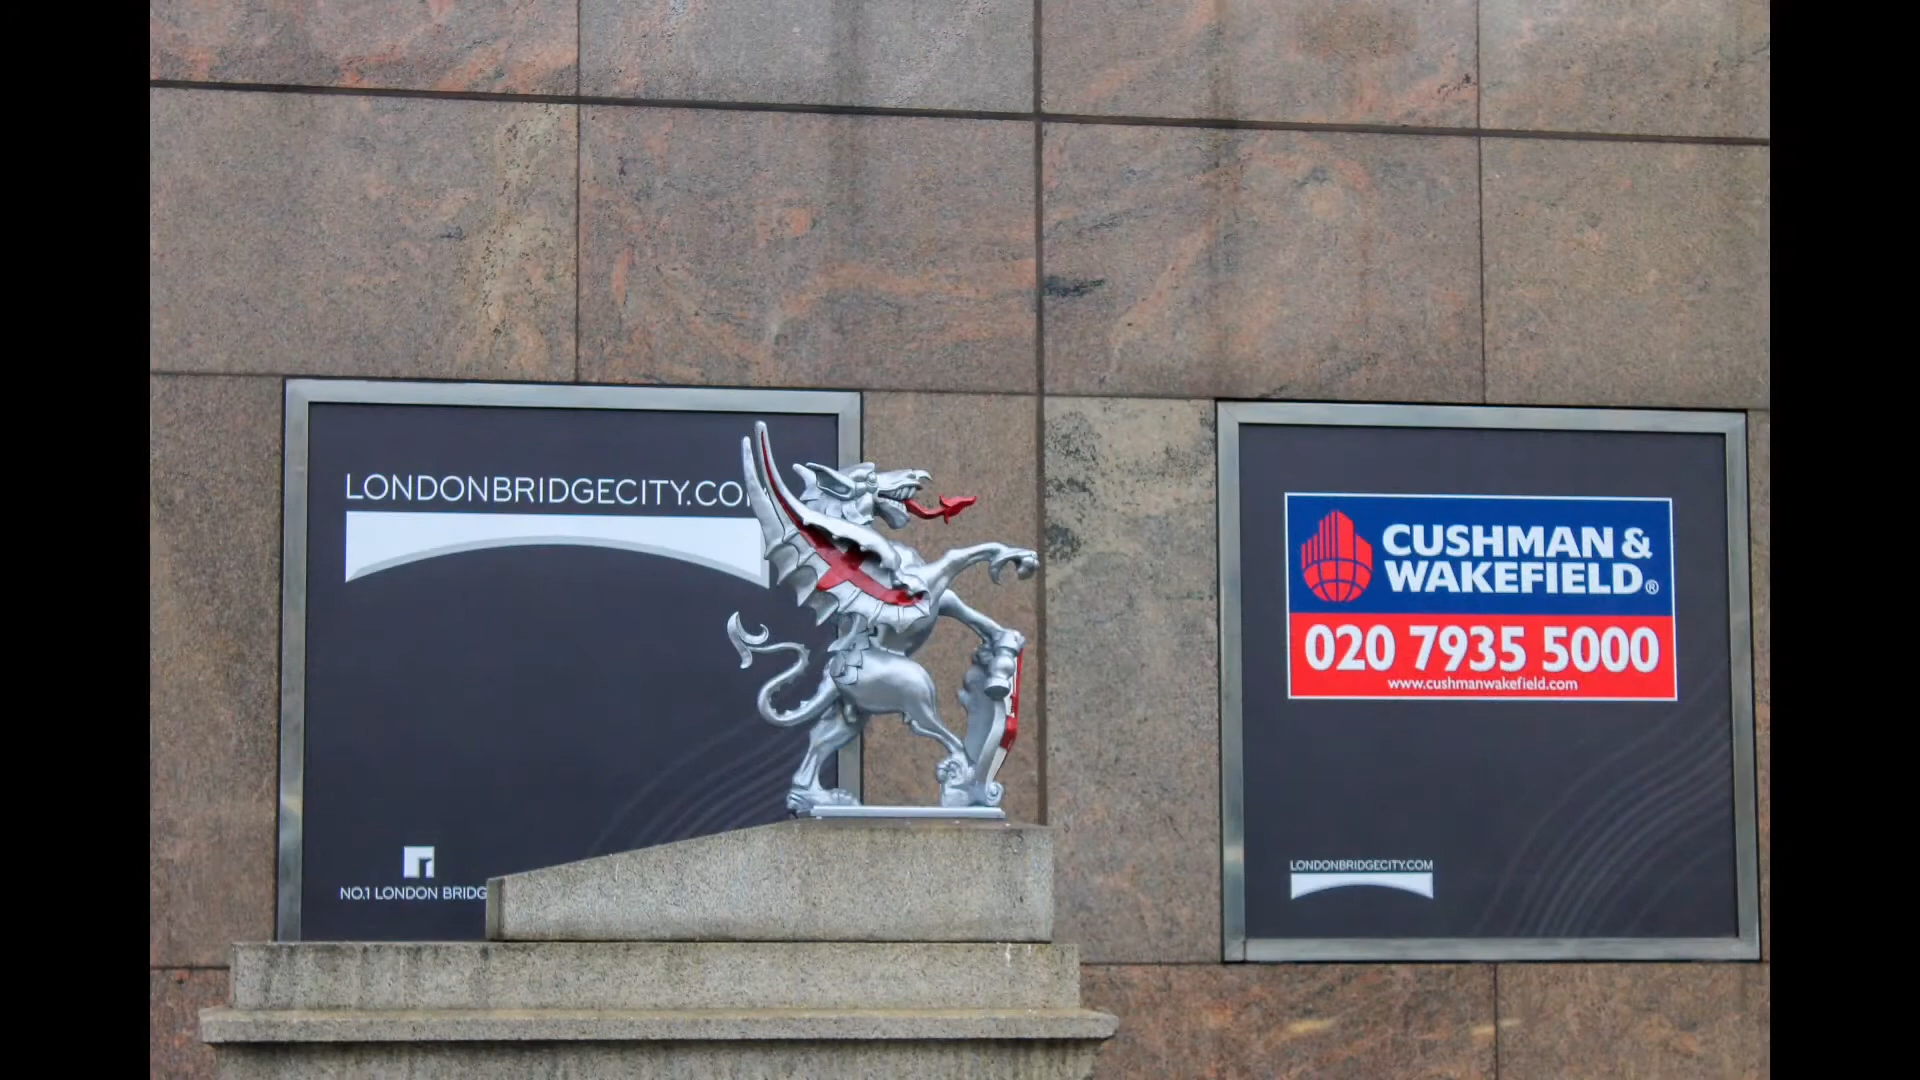 LONDONBRIDGECITY.CO
NO.1 LONDON BRIDG
CUSHMAN &
WAKEFIELD®
020 7935 5000
www.cushmanwakefield.com
LONDONBRIDGECITY.COM